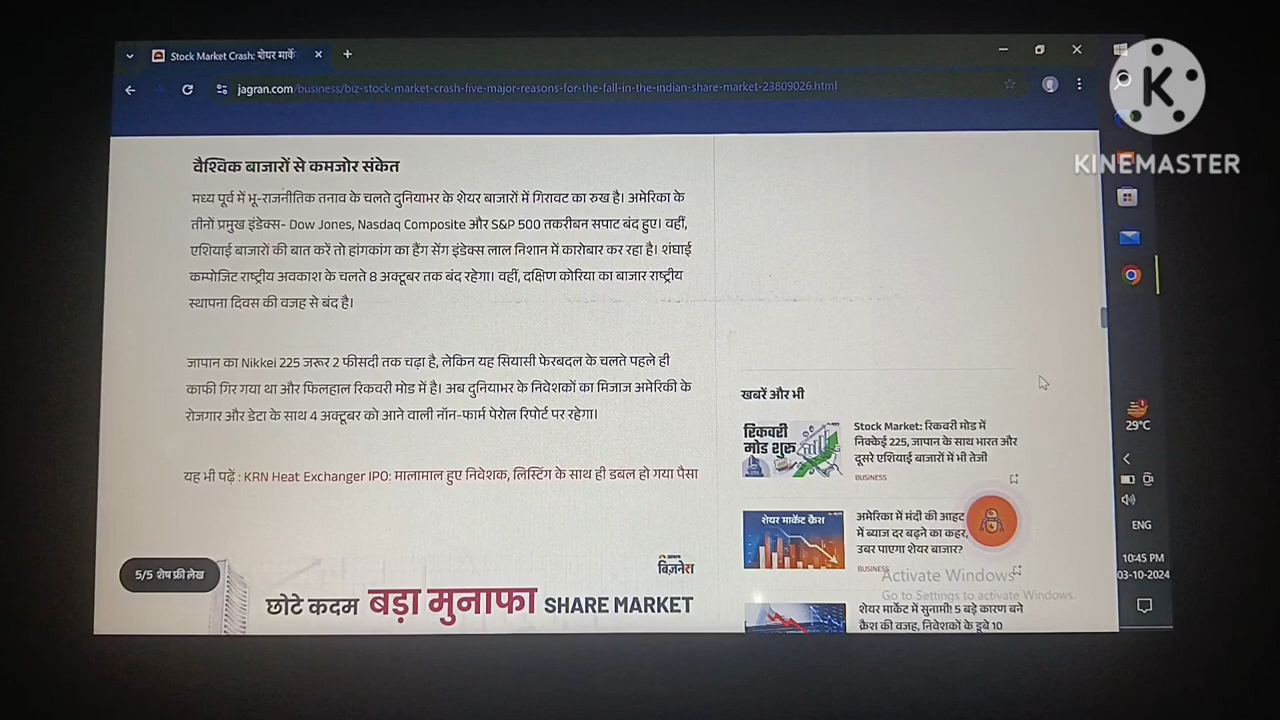 Stock Market Crash: शेयर मार्के
jagran.com/business/biz-stock-market-crash-five-major-reasons-for-the-fall-in-the-indian-share-market-23809026.html
K
KINEMASTER
वैश्विक बाजारों से कमजोर संकेत
मध्य पूर्व में भू-राजनीतिक तनाव के चलते दुनियाभर के शेयर बाजारों में गिरावट का रुख है। अमेरिका के
तीनों प्रमुख इंडेक्स- Dow Jones, Nasdaq Composite और S&P 500 तकरीबन सपाट बंद हुए। वहीं,
एशियाई बाजारों की बात करें तो हांगकांग का हैंग सेंग इंडेक्स लाल निशान में कारोबार कर रहा है। शंघाई
कम्पोजिट राष्ट्रीय अवकाश के चलते 8 अक्टूबर तक बंद रहेगा। वहीं, दक्षिण कोरिया का बाजार राष्ट्रीय
स्थापना दिवस की वजह से बंद है।
जापान का Nikkei 225 जरूर 2 फीसदी तक चढ़ा है, लेकिन यह सियासी फेरबदल के चलते पहले ही
काफी गिर गया था और फिलहाल रिकवरी मोड में है। अब दुनियाभर के निवेशकों का मिजाज अमेरिकी के
रोजगार और डेटा के साथ 4 अक्टूबर को आने वाली नॉन-फार्म पेरोल रिपोर्ट पर रहेगा।
यह भी पढ़ें : KRN Heat Exchanger IPO: मालामाल हुए निवेशक, लिस्टिंग के साथ ही डबल हो गया पैसा
5/5 शेष फ्री लेख
बिज़नेस
छोटे कदम बड़ा मुनाफा SHARE MARKET
खबरें और भी
रिकवरी
मोड शुरू
Stock Market: रिकवरी मोड में
निक्केई 225, जापान के साथ भारत और
दूसरे एशियाई बाजारों में भी तेजी
BUSINESS
शेयर मार्केट क्रैश
अमेरिका में मंदी की आहट
में ब्याज दर बढ़ने का कहर,
उबर पाएगा शेयर बाजार?
BUSINESS
शेयर मार्केट में सुनामी! 5 बड़े कारण बने
क्रैश की वजह, निवेशकों के डूबे 10
Activate Windows
Go to Settings to activate Windows.
1
29°C
ENG
10:45 PM
03-10-2024